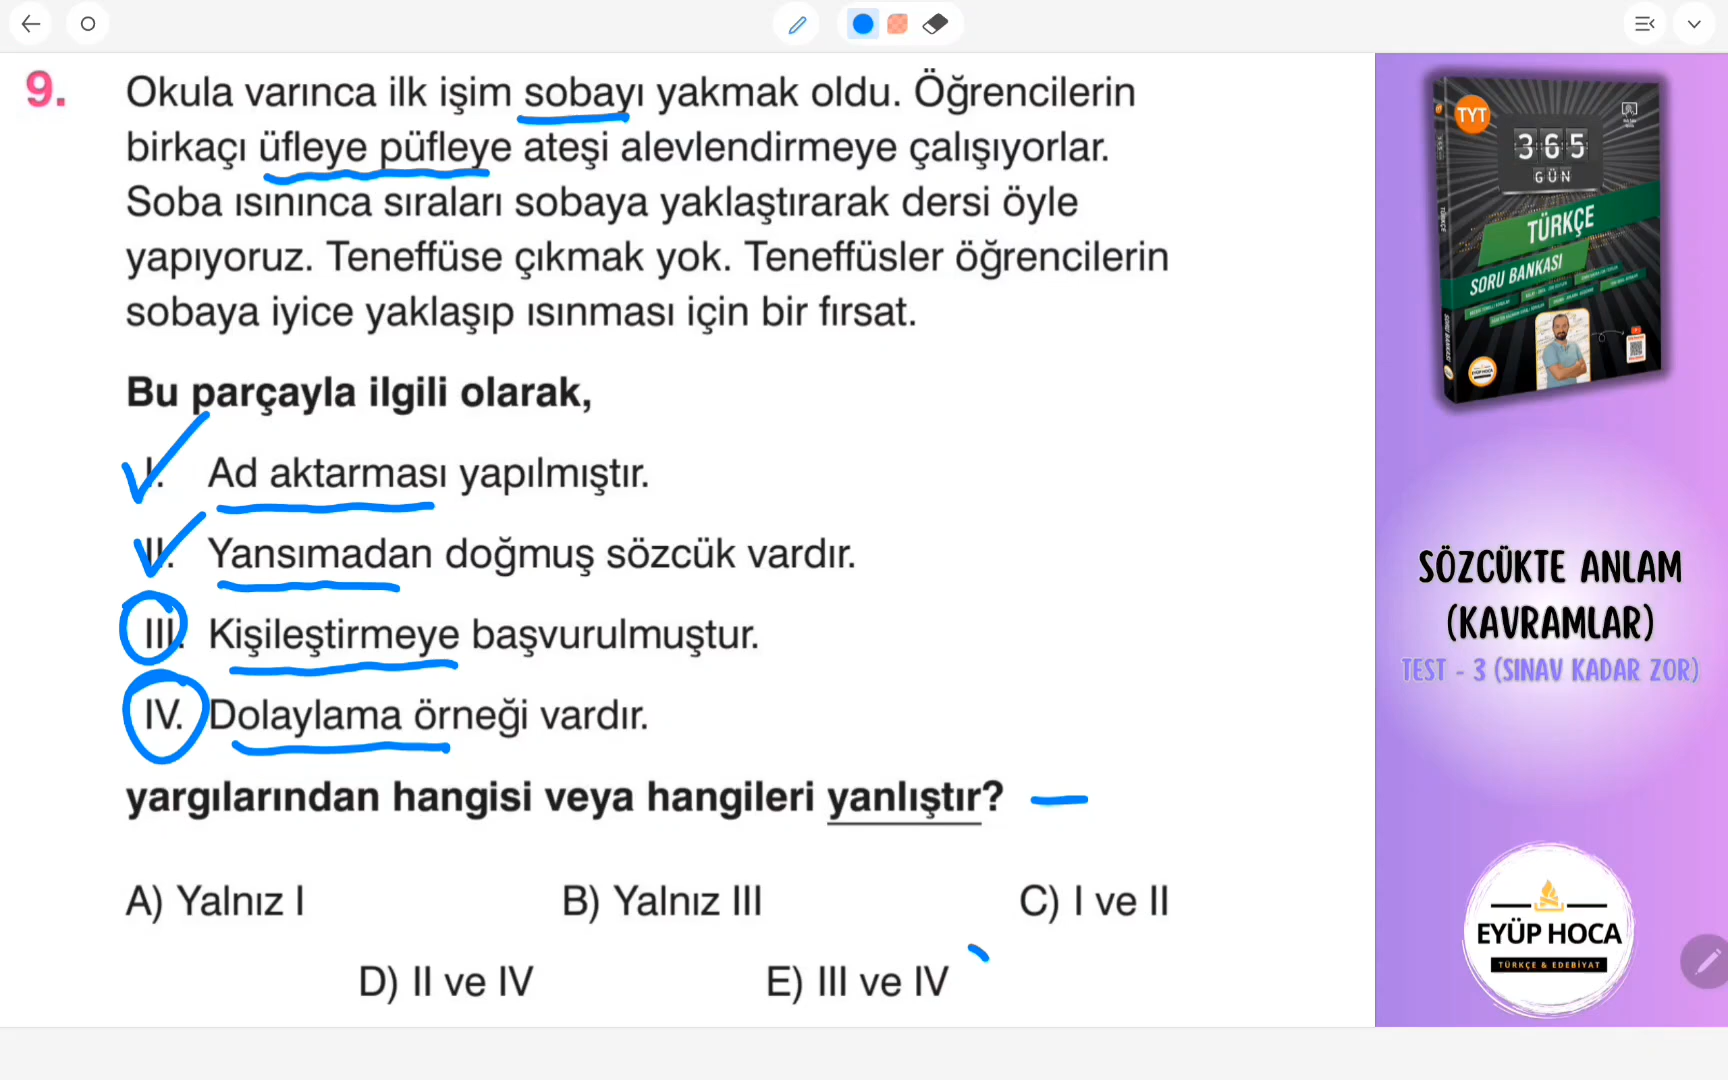 9. Okula varınca ilk işim sobayı yakmak oldu. Öğrencilerin
birkaçı üfleye püfleye ateşi alevlendirmeye çalışıyorlar.
Soba ısınınca sıraları sobaya yaklaştırarak dersi öyle
yapıyoruz. Teneffüse çıkmak yok. Teneffüsler öğrencilerin
sobaya iyice yaklaşıp ısınması için bir fırsat.
Bu parçayla ilgili olarak,
I. Ad aktarması yapılmıştır.
II. Yansımadan doğmuş sözcük vardır.
III. Kişileştirmeye başvurulmuştur.
IV. Dolaylama örneği vardır.
yargılarından hangisi veya hangileri yanlıştır?
A) Yalnız I B) Yalnız III C) I ve II
D) II ve IV E) III ve IV
TYT
365
GÜN
TÜRKÇE
SORU BANKASI
SÖZCÜKTE ANLAM
(KAVRAMLAR)
TEST - 3 (SINAV KADAR ZOR)
EYÜP HOCA
TÜRKÇE & EDEBİYAT